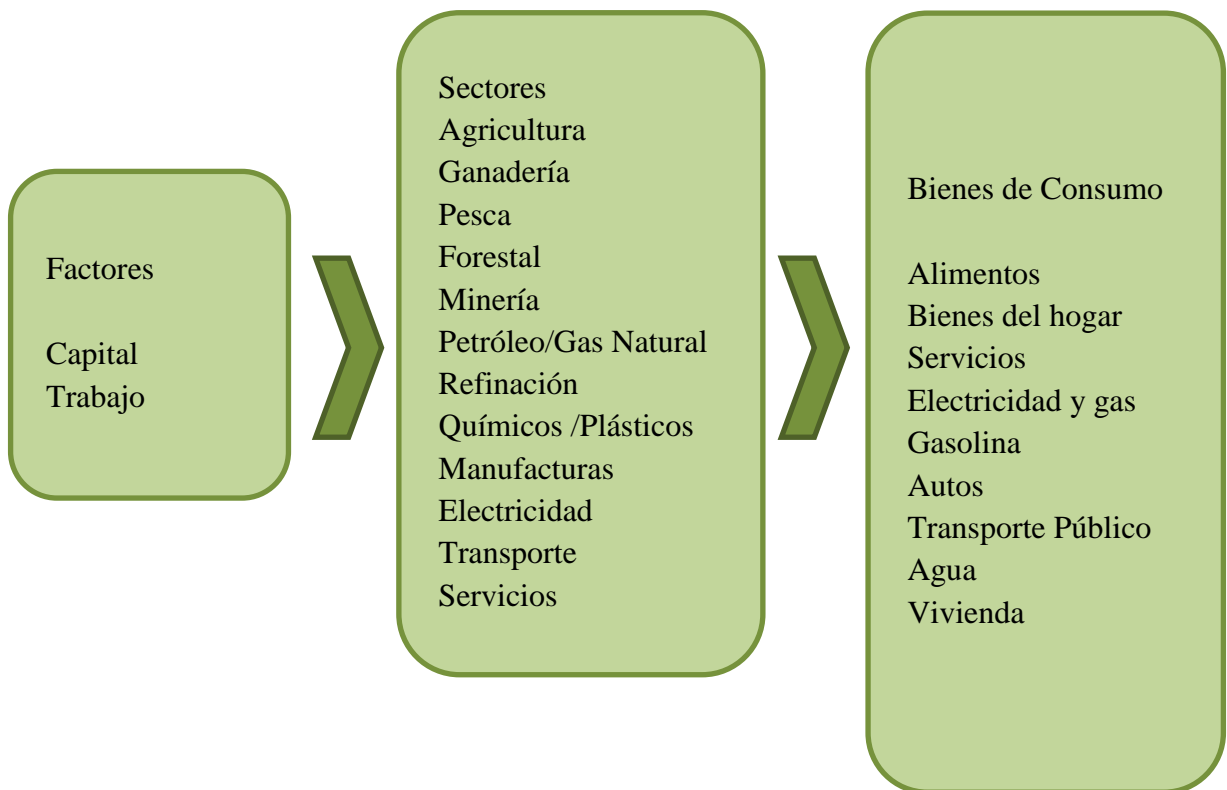 Factores
Capital
Trabajo
Sectores
Agricultura
Ganadería
Pesca
Forestal
Minería
Petróleo/Gas Natural
Refinación
Químicos /Plásticos
Manufacturas
Electricidad
Transporte
Servicios
Bienes de Consumo
Alimentos
Bienes del hogar
Servicios
Electricidad y gas
Gasolina
Autos
Transporte Público
Agua
Vivienda